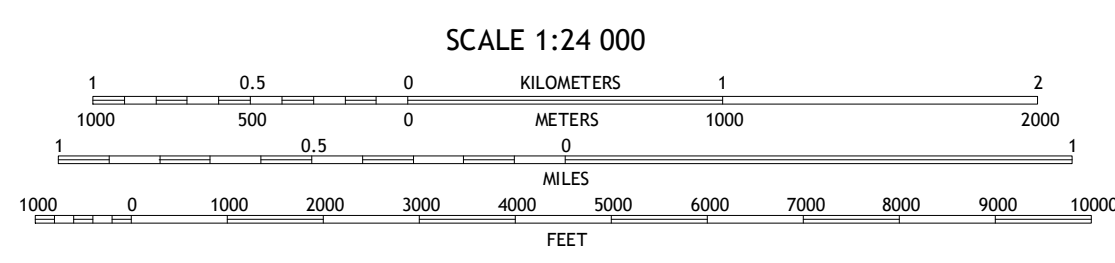 SCALE 1:24 000
1 0.5 0 KILOMETERS 1 2
1000 500 0 METERS 1000 2000
1 0.5 0 1
MILES
1000 0 1000 2000 3000 4000 5000 6000 7000 8000 9000 10000
FEET